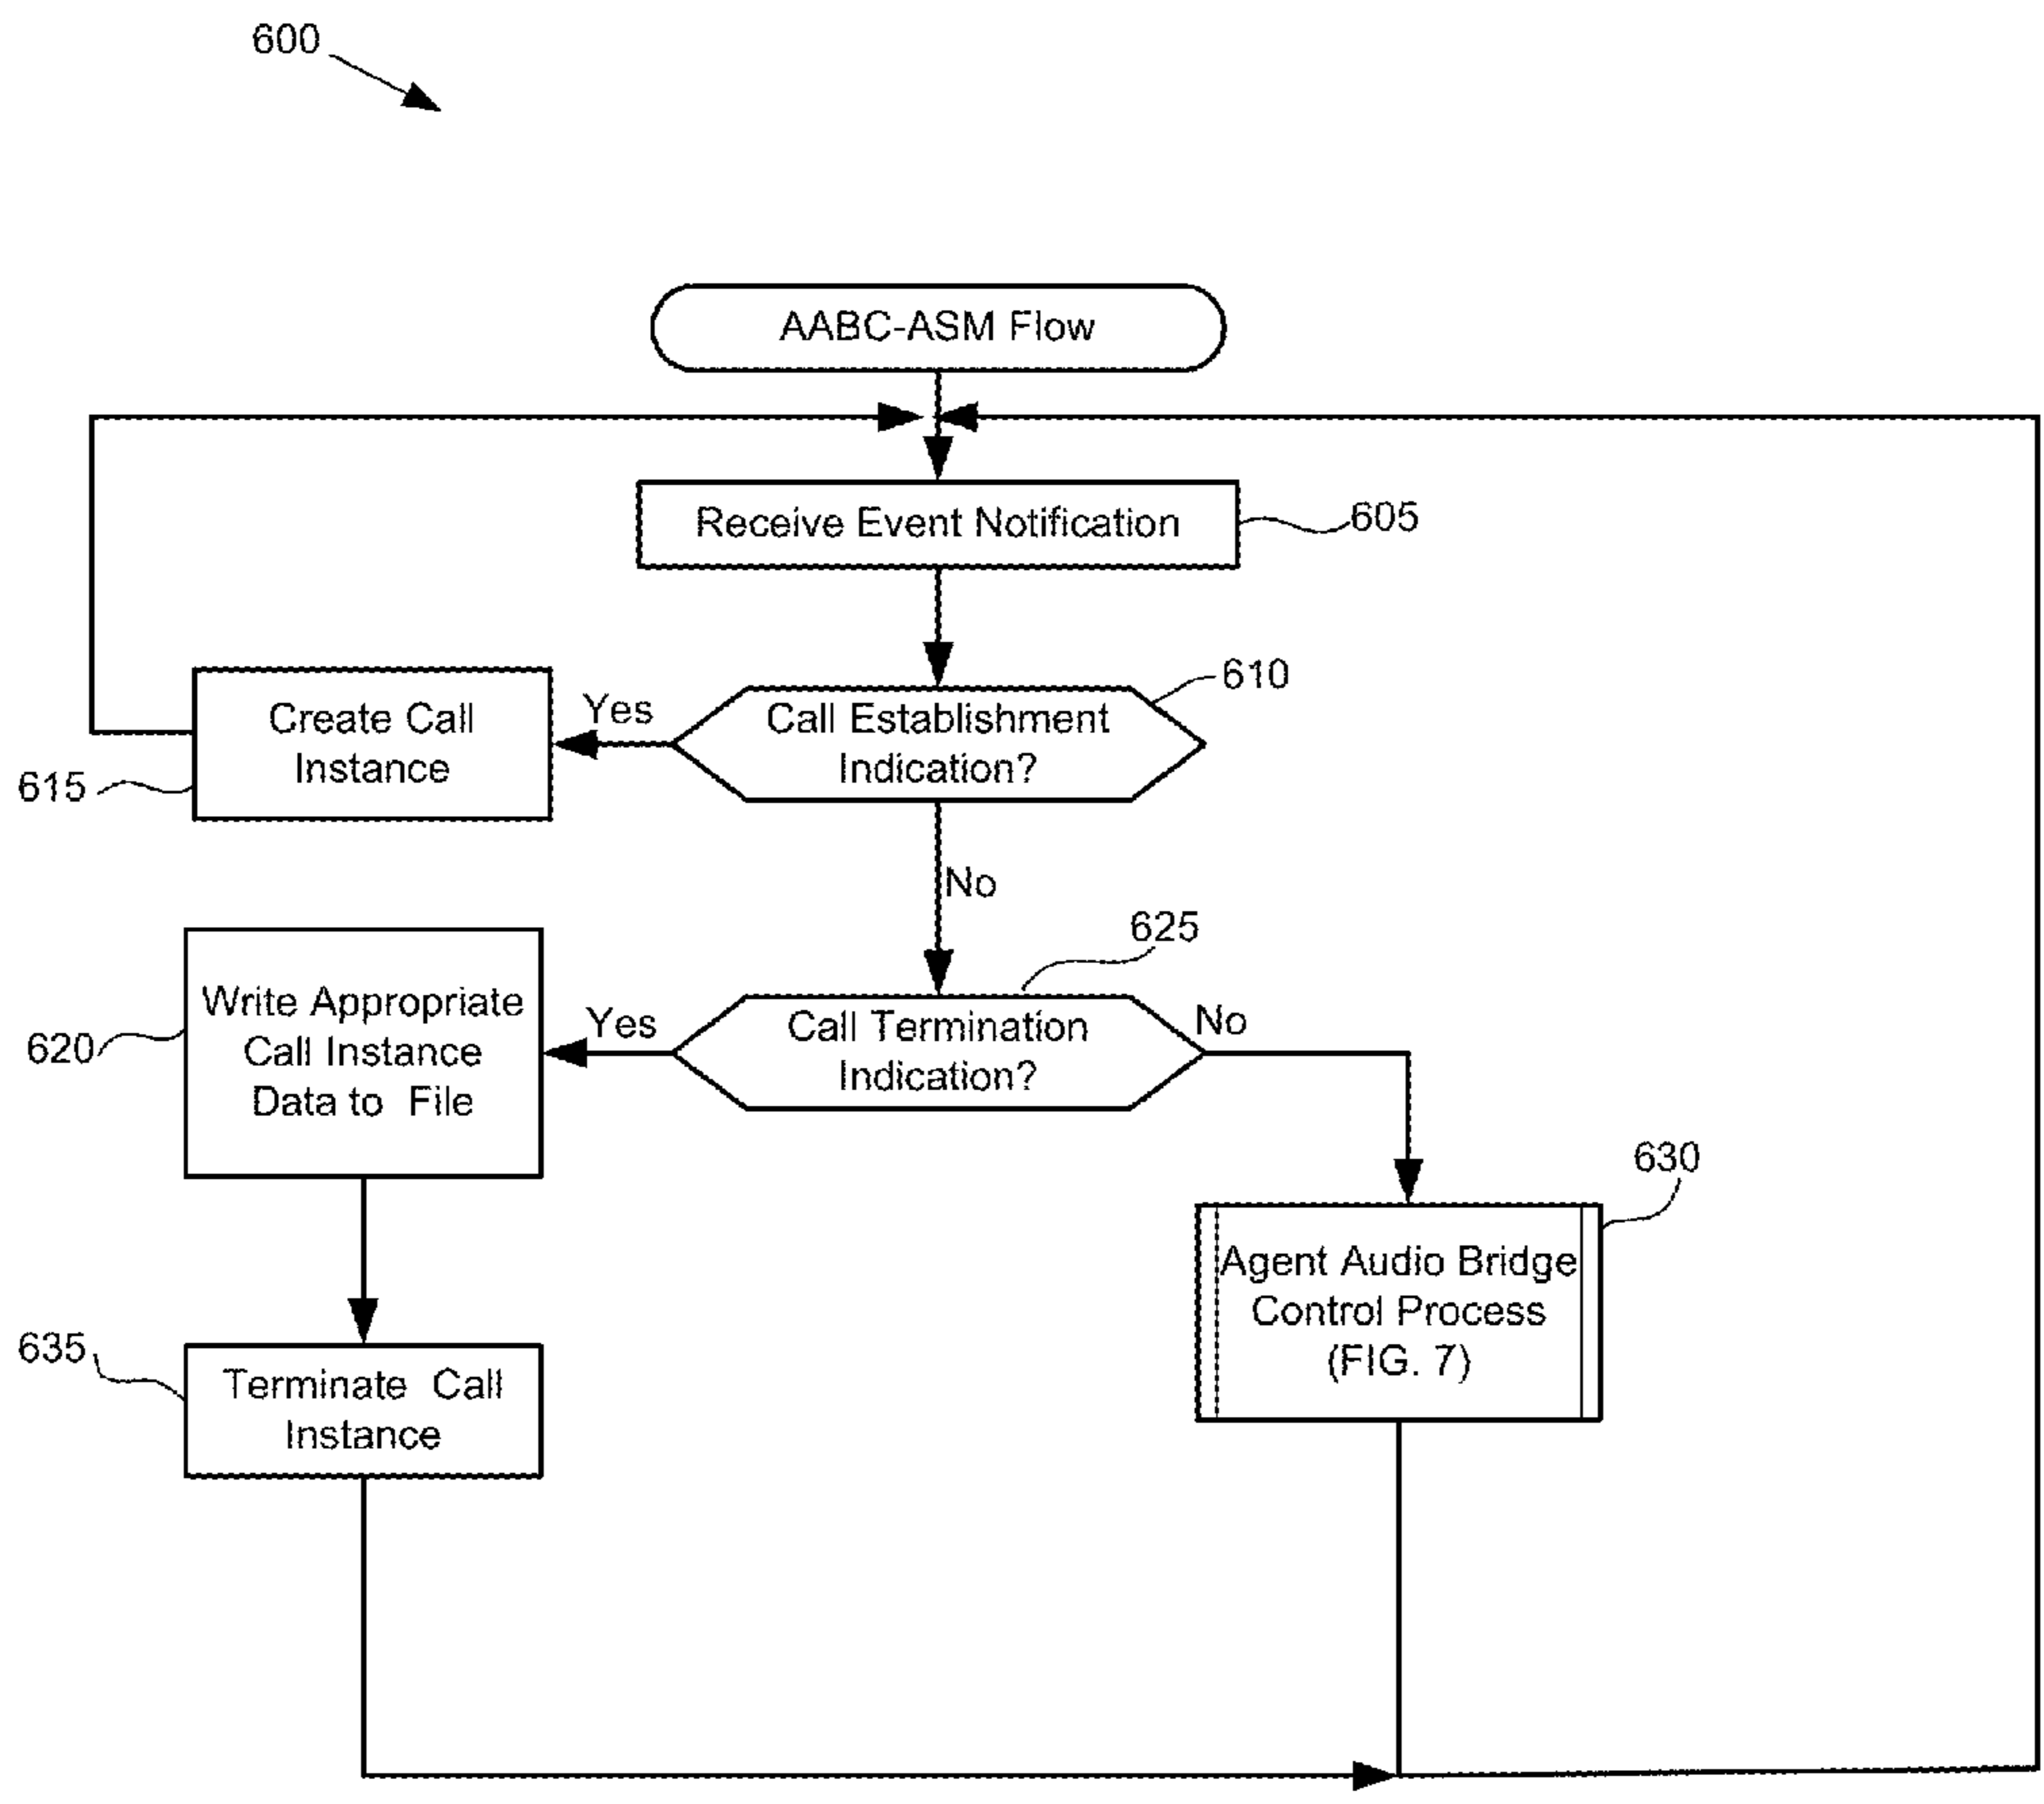 600
AABC-ASM Flow
Receive Event Notification
605
610
Call Establishment
Indication?
Yes
Create Call
Instance
615
No
625
Call Termination
Indication?
Yes
No
Write Appropriate
Call Instance
Data to File
620
630
Agent Audio Bridge
Control Process
(FIG. 7)
635
Terminate Call
Instance